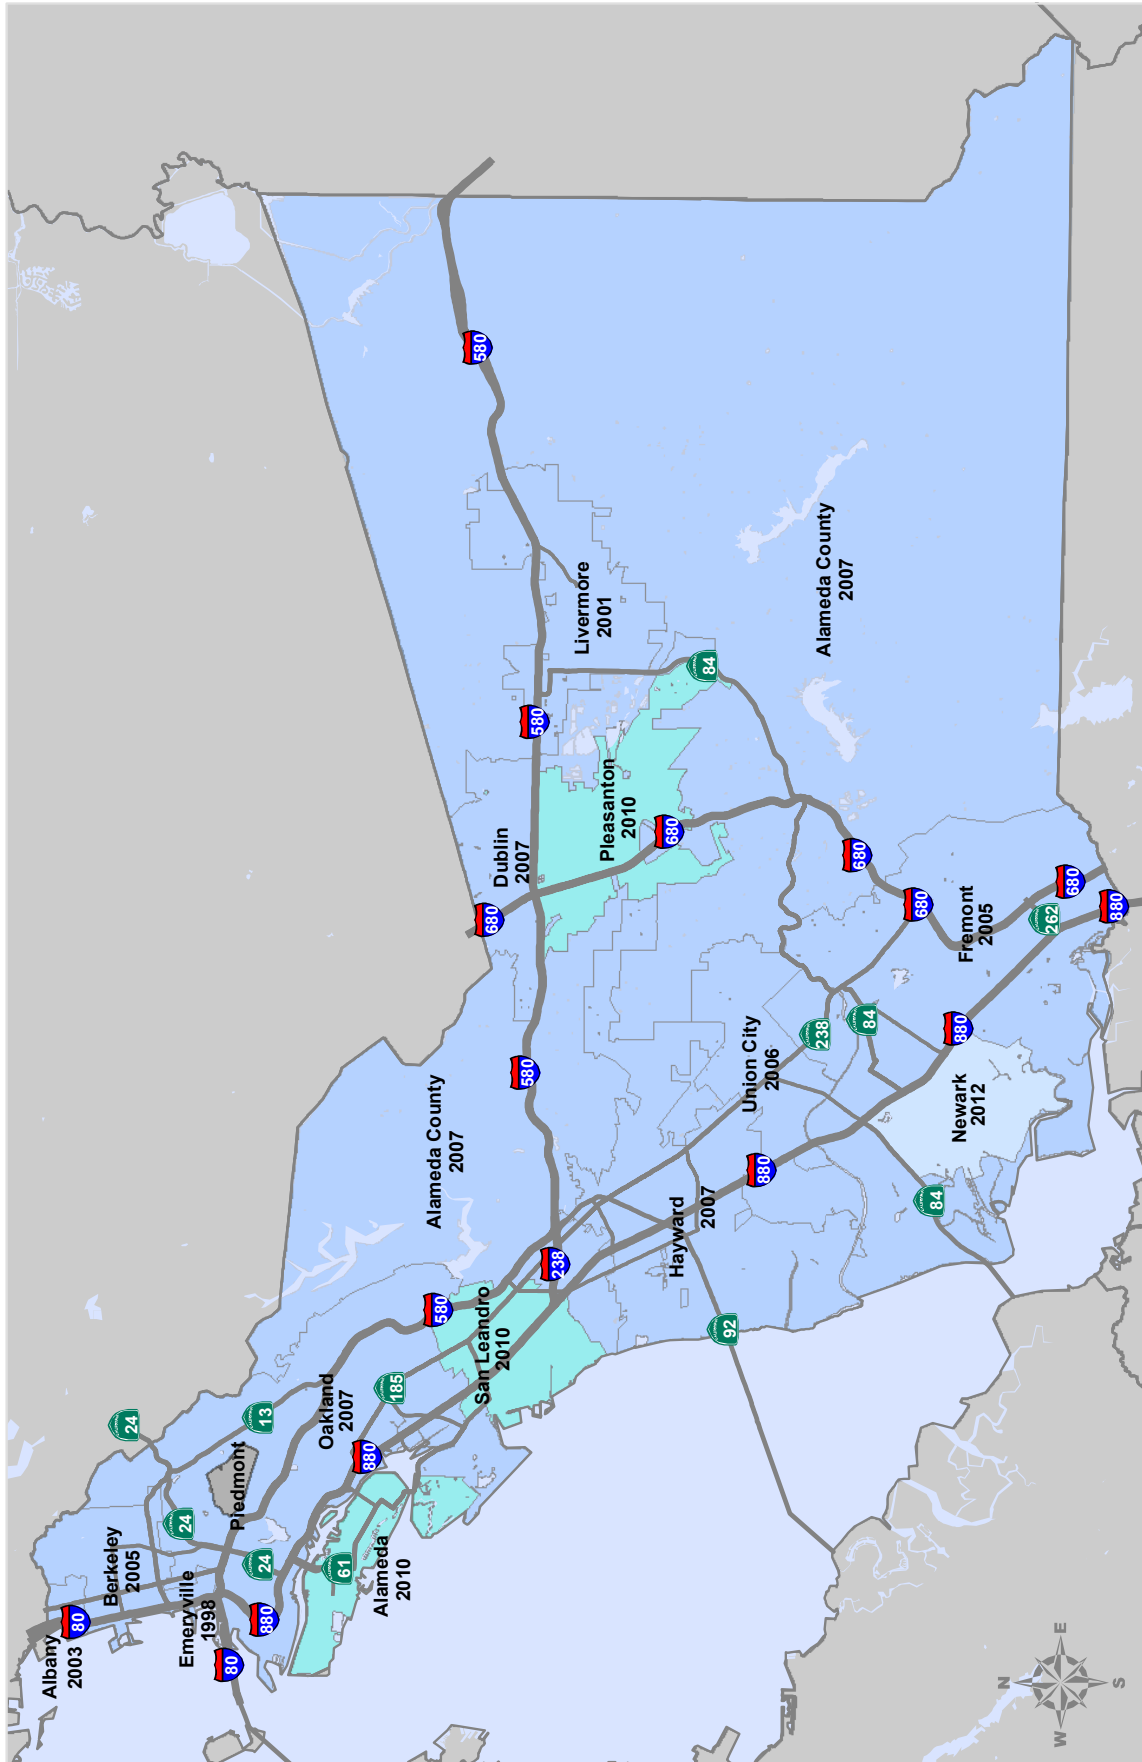 Albany
2003
80
Berkeley
2005
24
24
Emeryville
1998
80
Piedmont
13
24
880
Oakland
2007
61
880
Alameda
2010
185
Alameda County
2007
580
580
San Leandro
2010
680
Dublin
2007
580
580
238
Livermore
2001
Pleasanton
2010
680
Hayward
2007
84
92
Union City
2006
880
Alameda County
2007
238
680
84
680
84
Newark
2012
880
Fremont
2005
262
680
880
N
W
E
S